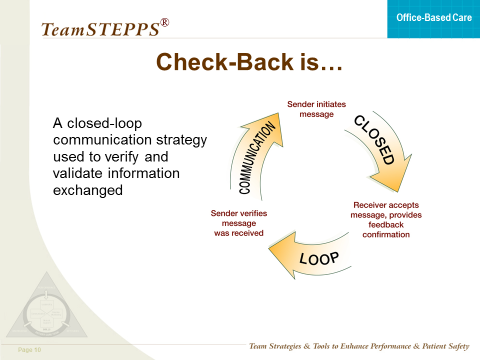 TeamSTEPPS®
Office-Based Care
Check-Back is…
A closed-loop
communication strategy
used to verify and
validate information
exchanged
Sender initiates
message
CLOSED
Receiver accepts
message, provides
feedback
confirmation
LOOP
Sender verifies
message
was received
COMMUNICATION
Page 10
Team Strategies & Tools to Enhance Performance & Patient Safety